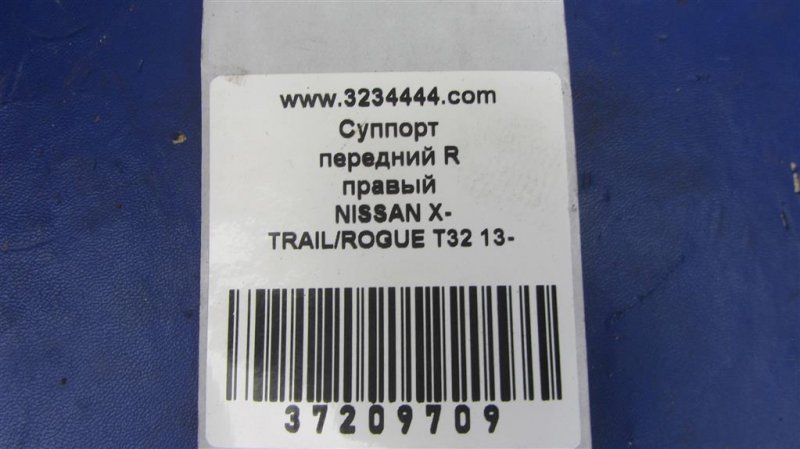 www.3234444.com
Суппорт
передний R
правый
NISSAN X-
TRAIL/ROGUE T32 13-
37209709